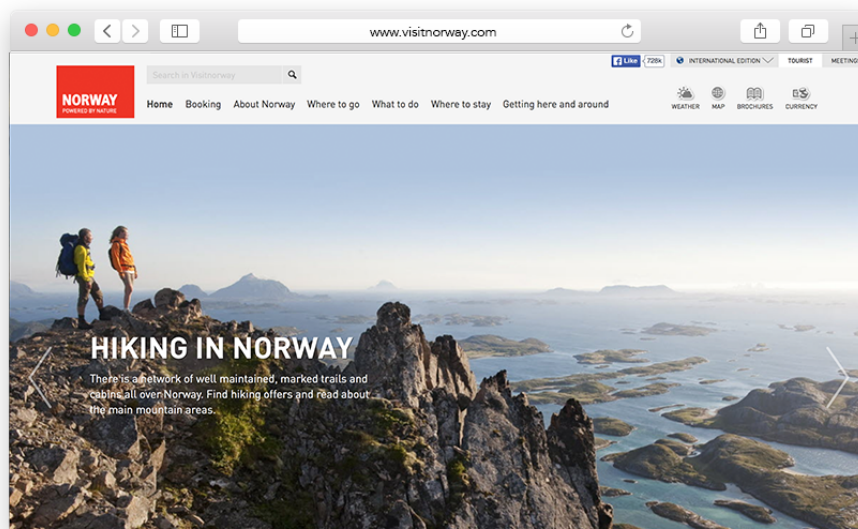 www.visitnorway.com
Like 728k INTERNATIONAL EDITION TOURIST MEETING
Search in Visitnorway
NORWAY
POWERED BY NATURE
Home Booking About Norway Where to go What to do Where to stay Getting here and around
WEATHER MAP BROCHURES CURRENCY
HIKING IN NORWAY
There is a network of well maintained, marked trails and
cabins all over Norway. Find hiking offers and read about
the main mountain areas.